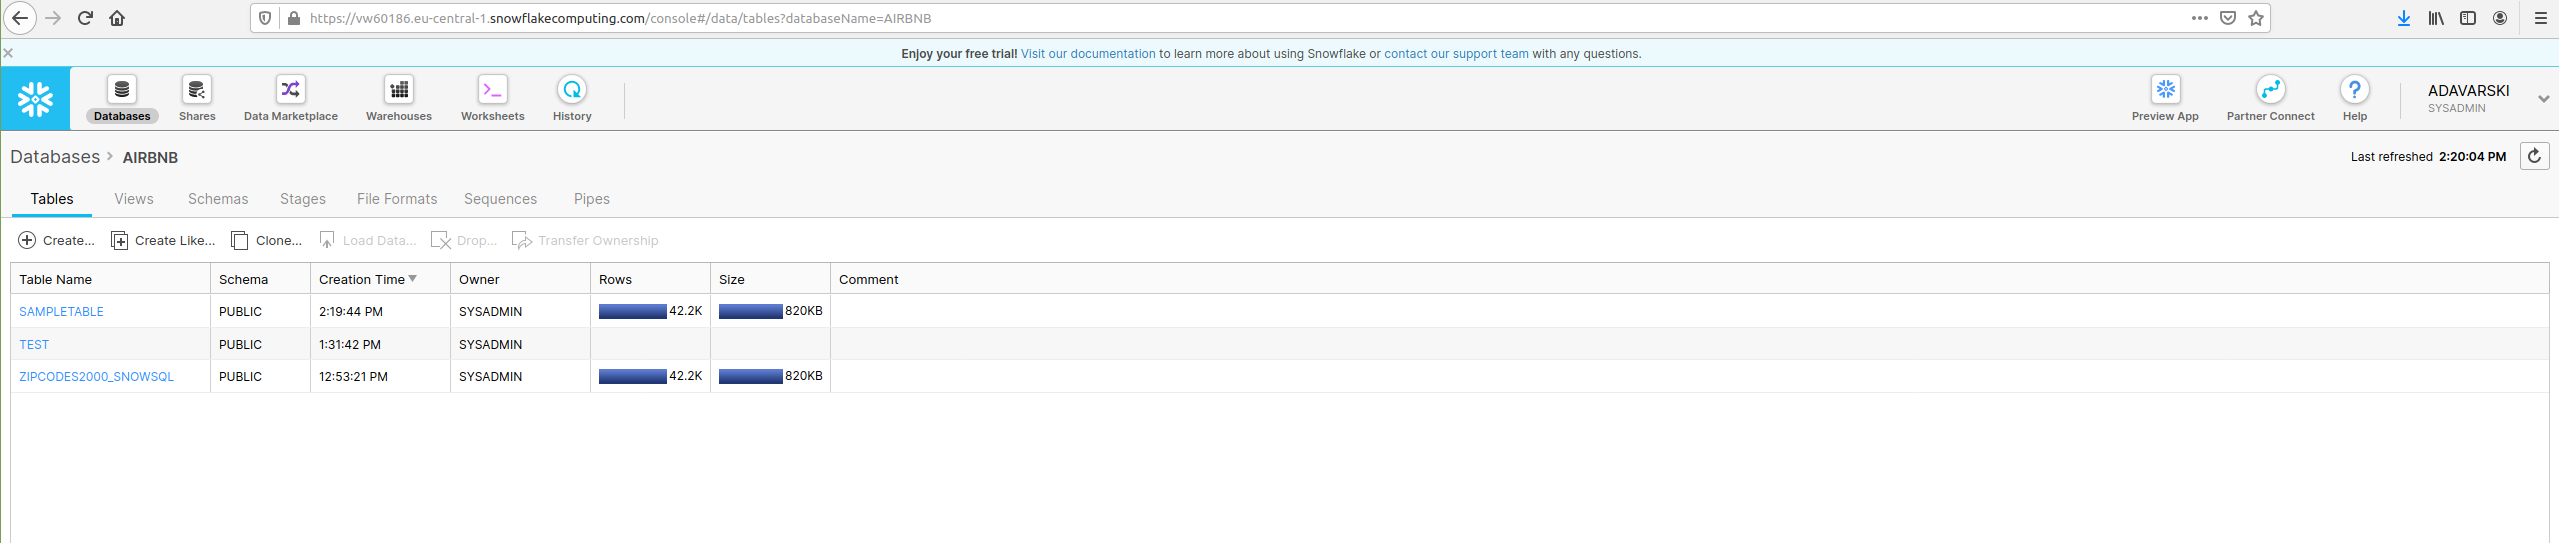 https://vw60186.eu-central-1.snowflakecomputing.com/console#/data/tables?databaseName=AIRBNB
Enjoy your free trial! Visit our documentation to learn more about using Snowflake or contact our support team with any questions.
Databases Shares Data Marketplace Warehouses Worksheets History Preview App Partner Connect Help
ADAVARSKI
SYSADMIN
Databases > AIRBNB
Last refreshed 2:20:04 PM
Tables Views Schemas Stages File Formats Sequences Pipes
Create... Create Like... Clone... Load Data... Drop... Transfer Ownership
Table Name Schema Creation Time Owner Rows Size Comment
SAMPLETABLE PUBLIC 2:19:44 PM SYSADMIN 42.2K 820KB
TEST PUBLIC 1:31:42 PM SYSADMIN
ZIPCODES2000_SNOWSQL PUBLIC 12:53:21 PM SYSADMIN 42.2K 820KB